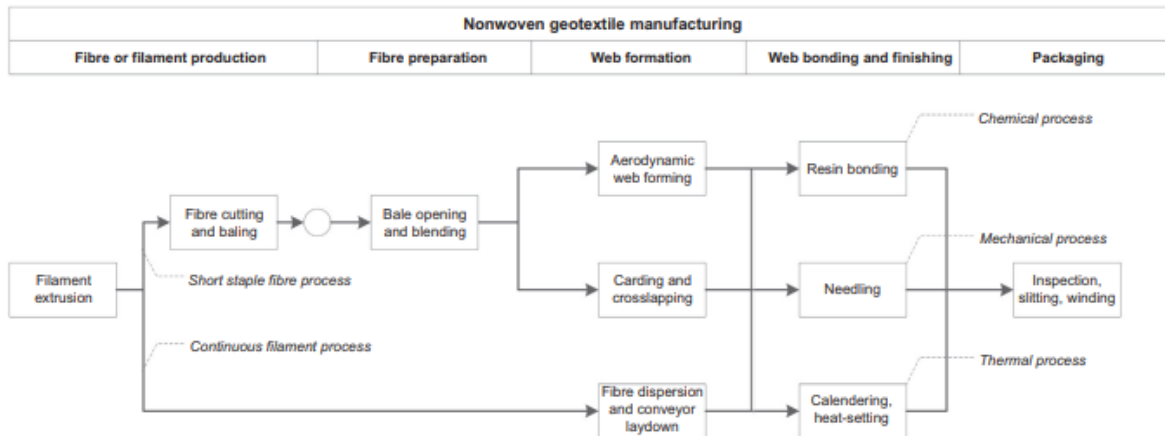 Nonwoven geotextile manufacturing
Fibre or filament production
Fibre preparation
Web formation
Web bonding and finishing
Packaging
Chemical process
Aerodynamic
web forming
Resin bonding
Fibre cutting
and baling
Bale opening
and blending
Mechanical process
Filament
extrusion
Short staple fibre process
Carding and
crosslapping
Needling
Inspection,
slitting, winding
Continuous filament process
Thermal process
Fibre dispersion
and conveyor
laydown
Calendering,
heat-setting